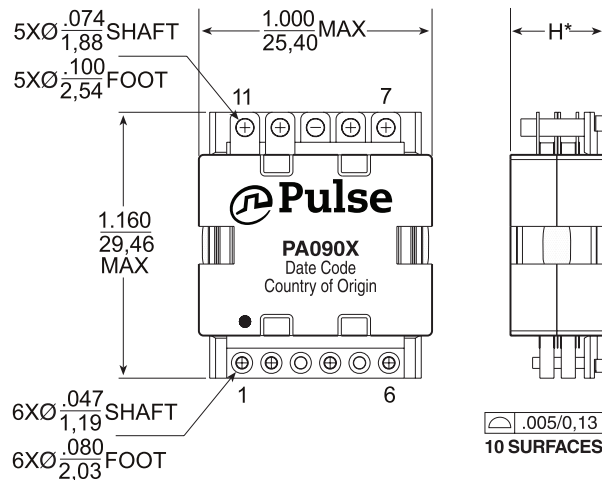 5XØ .074/1,88 SHAFT
5XØ .100/2,54 FOOT
1.000/25,40 MAX
H*
11
7
1.160/29,46 MAX
Pulse
PA090X
Date Code
Country of Origin
1
6
6XØ .047/1,19 SHAFT
6XØ .080/2,03 FOOT
.005/0,13
10 SURFACES